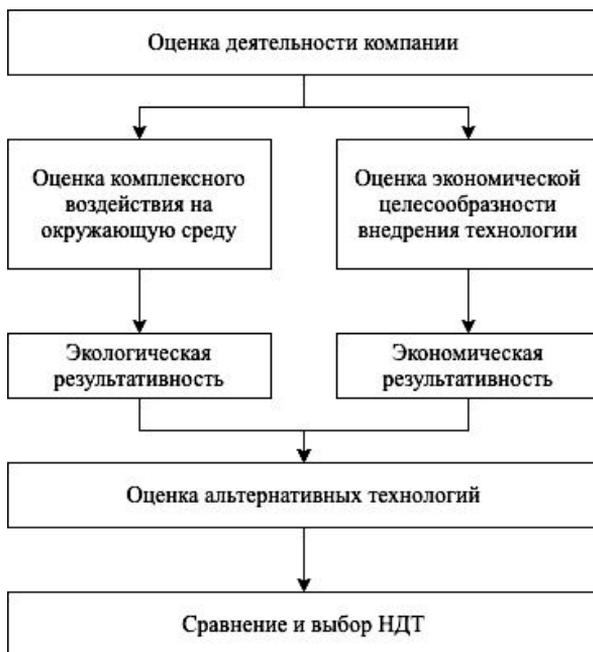 Оценка деятельности компании
Оценка комплексного
воздействия на
окружающую среду
Оценка экономической
целесообразности
внедрения технологии
Экологическая
результативность
Экономическая
результативность
Оценка альтернативных технологий
Сравнение и выбор НДТ